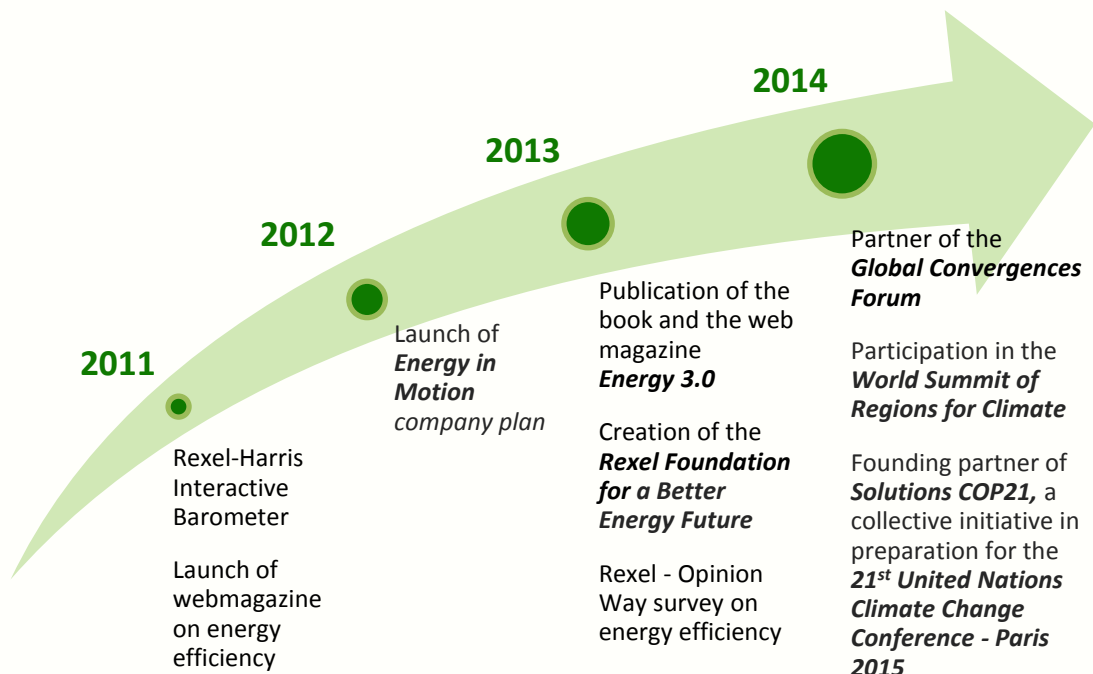 2011
Rexel-Harris
Interactive
Barometer
Launch of
webmagazine
on energy
efficiency
2012
Launch of
Energy in
Motion
company plan
2013
Publication of the
book and the web
magazine
Energy 3.0
Creation of the
Rexel Foundation
for a Better
Energy Future
Rexel - Opinion
Way survey on
energy efficiency
2014
Partner of the
Global Convergences
Forum
Participation in the
World Summit of
Regions for Climate
Founding partner of
Solutions COP21, a
collective initiative in
preparation for the
21st United Nations
Climate Change
Conference - Paris
2015